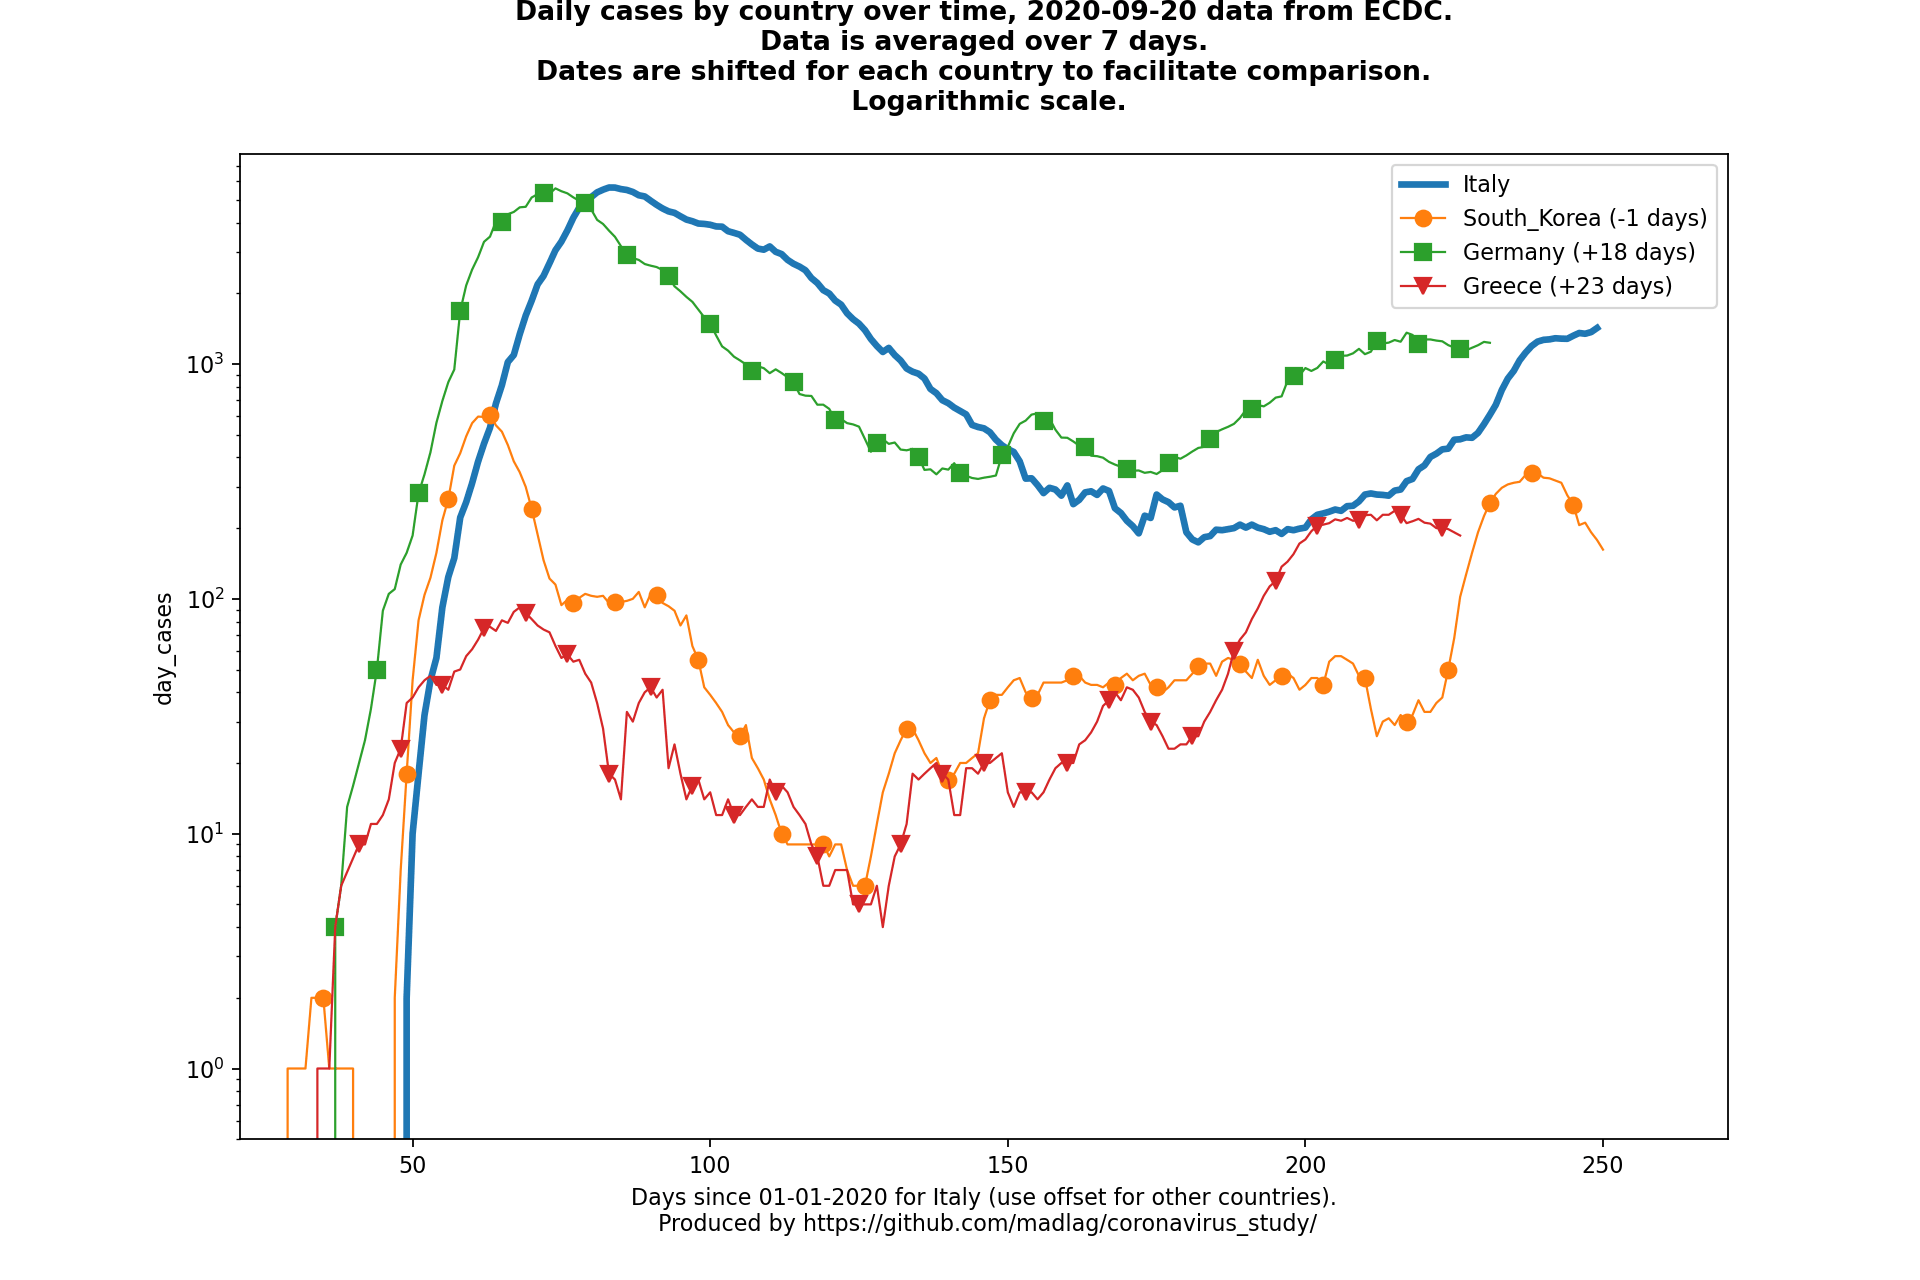 Daily cases by country over time, 2020-09-20 data from ECDC.
Data is averaged over 7 days.
Dates are shifted for each country to facilitate comparison.
Logarithmic scale.
Italy
South_Korea (-1 days)
Germany (+18 days)
Greece (+23 days)
day_cases
10³
10²
10¹
10⁰
50 100 150 200 250
Days since 01-01-2020 for Italy (use offset for other countries).
Produced by https://github.com/madlag/coronavirus_study/